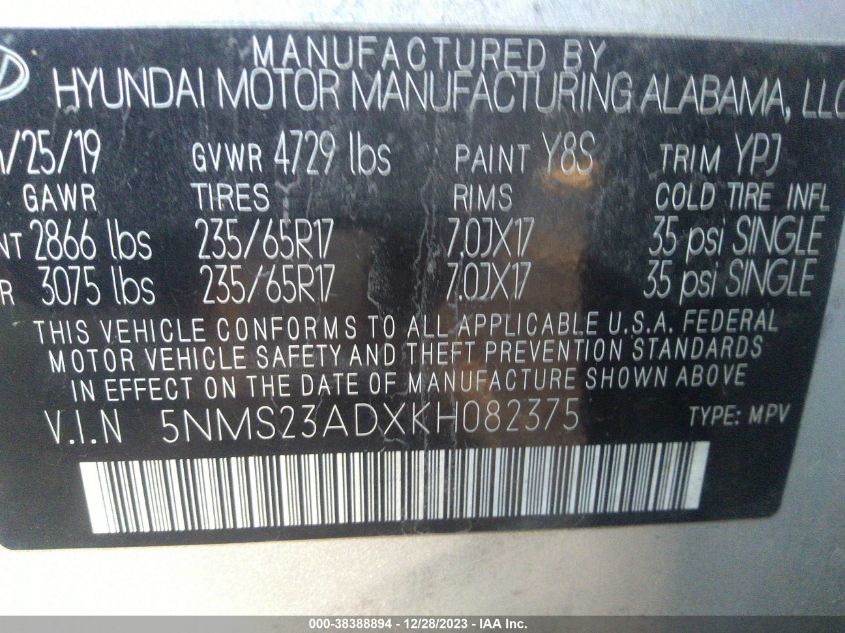 MANUFACTURED BY
HYUNDAI MOTOR MANUFACTURING ALABAMA, LLC
/25/19 GVWR 4729 lbs PAINT Y8S TRIM YPJ
GAWR TIRES RIMS COLD TIRE INFL
NT 2866 lbs 235/65R17 7.0JX17 35 psi SINGLE
R 3075 lbs 235/65R17 7.0JX17 35 psi SINGLE
THIS VEHICLE CONFORMS TO ALL APPLICABLE U.S.A. FEDERAL
MOTOR VEHICLE SAFETY AND THEFT PREVENTION STANDARDS
IN EFFECT ON THE DATE OF MANUFACTURE SHOWN ABOVE
V.I.N 5NMS23ADXKH082375 TYPE: MPV
000-38388894 - 12/28/2023 - IAA Inc.